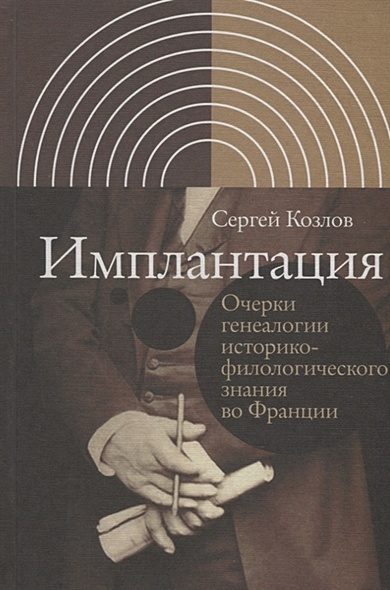 Сергей Козлов
Имплантация
Очерки
генеалогии
историко-
филологического
знания
во Франции